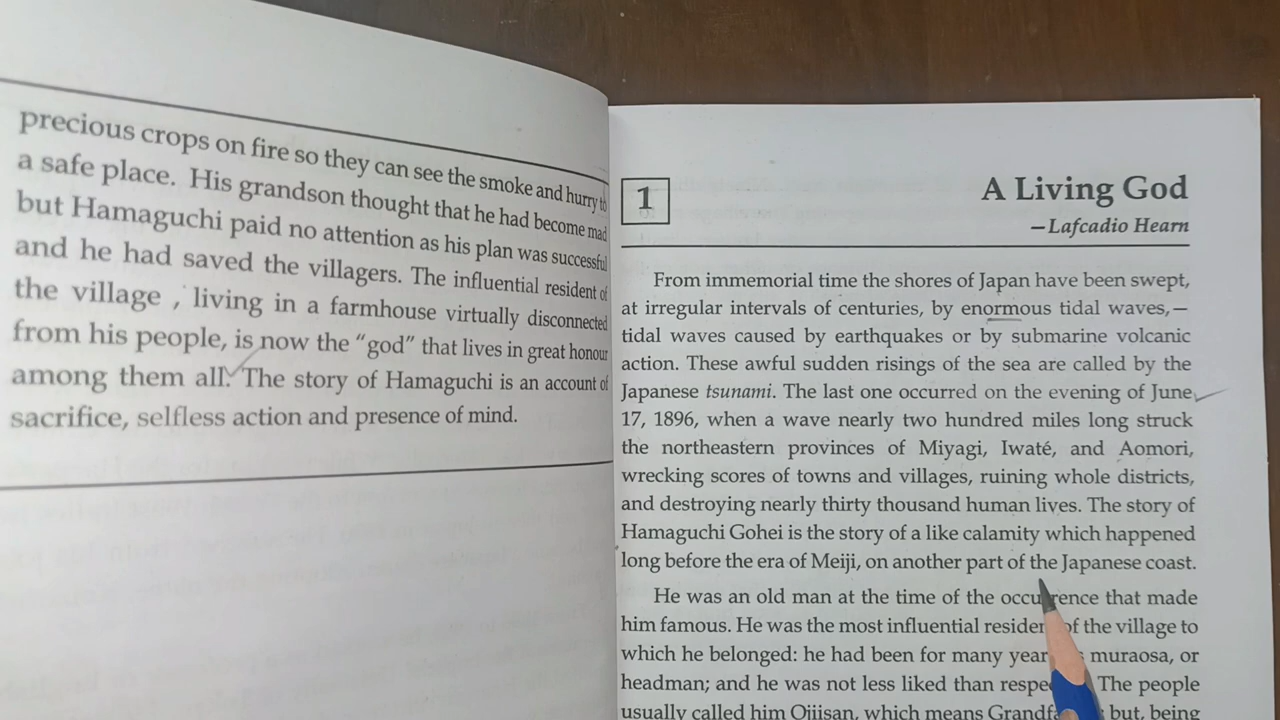 precious crops on fire so they can see the smoke and hurry to
a safe place. His grandson thought that he had become mad
but Hamaguchi paid no attention as his plan was successful
and he had saved the villagers. The influential resident of
the village , living in a farmhouse virtually disconnected
from his people, is now the "god" that lives in great honour
among them all. The story of Hamaguchi is an account of
sacrifice, selfless action and presence of mind.
1
A Living God
—Lafcadio Hearn
From immemorial time the shores of Japan have been swept,
at irregular intervals of centuries, by enormous tidal waves,—
tidal waves caused by earthquakes or by submarine volcanic
action. These awful sudden risings of the sea are called by the
Japanese tsunami. The last one occurred on the evening of June
17, 1896, when a wave nearly two hundred miles long struck
the northeastern provinces of Miyagi, Iwaté, and Aomori,
wrecking scores of towns and villages, ruining whole districts,
and destroying nearly thirty thousand human lives. The story of
Hamaguchi Gohei is the story of a like calamity which happened
long before the era of Meiji, on another part of the Japanese coast.
He was an old man at the time of the occurrence that made
him famous. He was the most influential resident of the village to
which he belonged: he had been for many years muraosa, or
headman; and he was not less liked than The people
usually called him Ojiisan, which means but, being